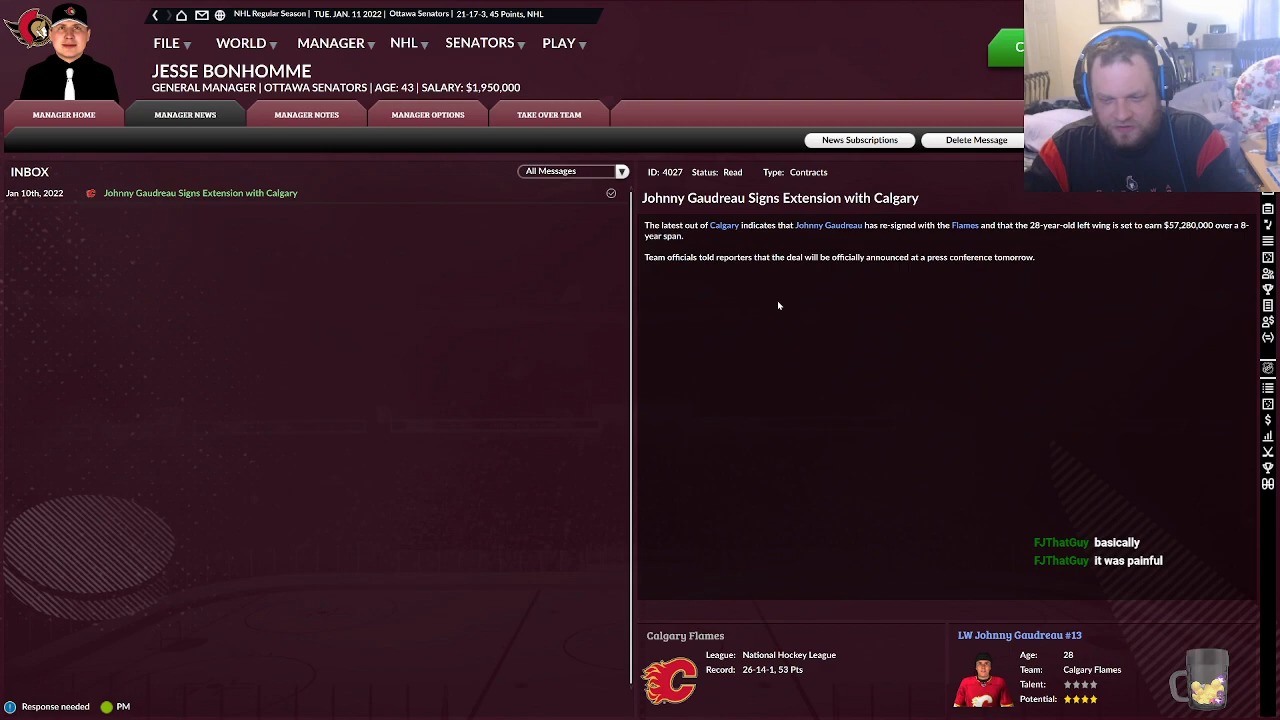 NHL Regular Season | TUE. JAN. 11 2022 | Ottawa Senators | 21-17-3, 45 Points, NHL
FILE WORLD MANAGER NHL SENATORS PLAY
JESSE BONHOMME
GENERAL MANAGER | OTTAWA SENATORS | AGE: 43 | SALARY: $1,950,000
C
MANAGER HOME MANAGER NEWS MANAGER NOTES MANAGER OPTIONS TAKE OVER TEAM
News Subscriptions Delete Message
INBOX
All Messages
Jan 10th, 2022 Johnny Gaudreau Signs Extension with Calgary
ID: 4027 Status: Read Type: Contracts
Johnny Gaudreau Signs Extension with Calgary
The latest out of Calgary indicates that Johnny Gaudreau has re-signed with the Flames and that the 28-year-old left wing is set to earn $57,280,000 over a 8-
year span.
Team officials told reporters that the deal will be officially announced at a press conference tomorrow.
FJThatGuy basically
FJThatGuy it was painful
Calgary Flames
League: National Hockey League
Record: 26-14-1, 53 Pts
LW Johnny Gaudreau #13
Age: 28
Team: Calgary Flames
Talent:
Potential:
Response needed PM